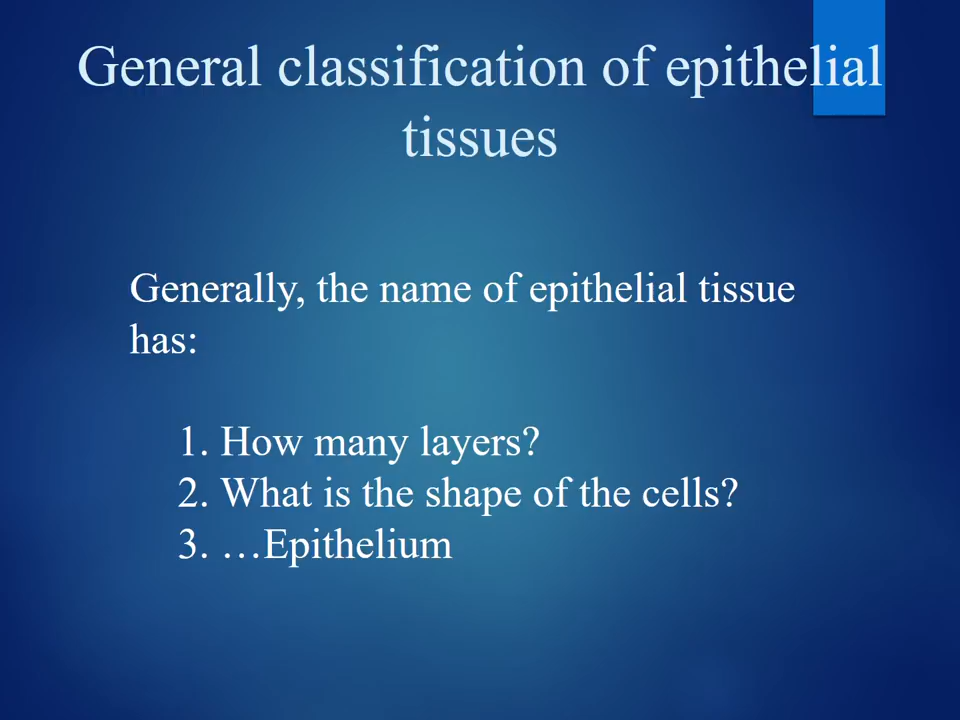 General classification of epithelial
tissues
Generally, the name of epithelial tissue
has:
1. How many layers?
2. What is the shape of the cells?
3. …Epithelium